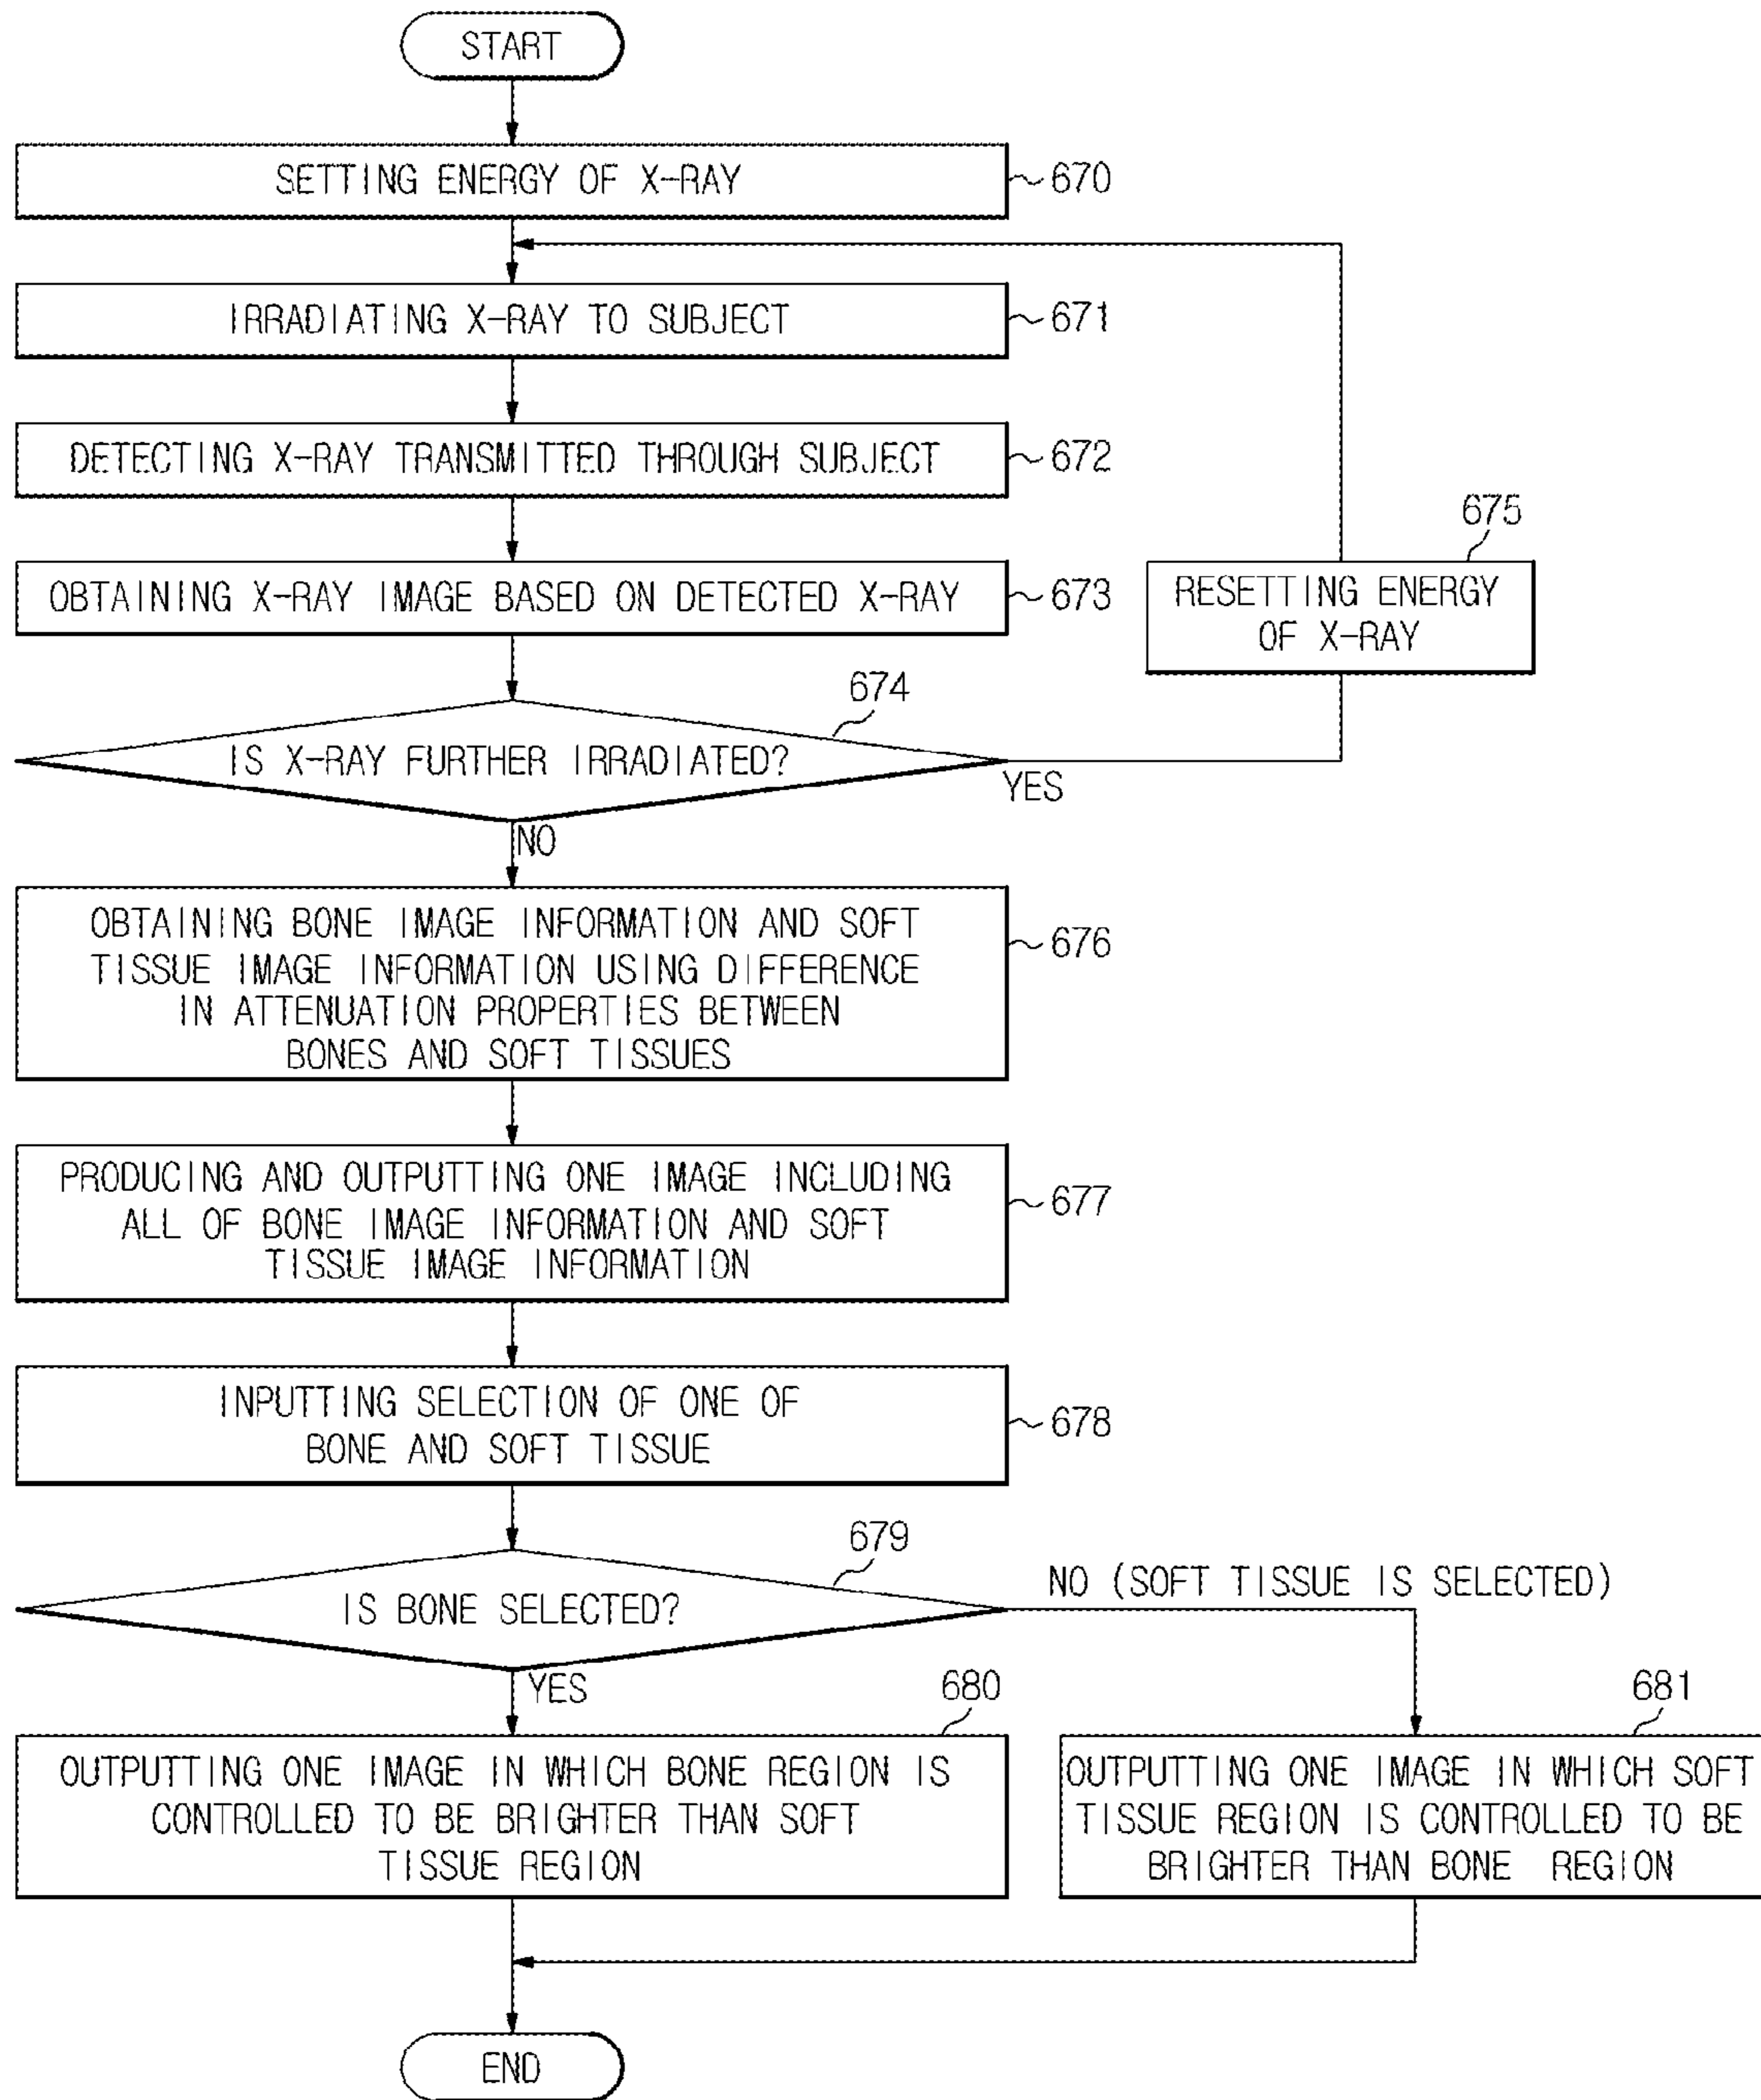 START
SETTING ENERGY OF X-RAY
670
IRRADIATING X-RAY TO SUBJECT
671
DETECTING X-RAY TRANSMITTED THROUGH SUBJECT
672
675
OBTAINING X-RAY IMAGE BASED ON DETECTED X-RAY
673
RESETTING ENERGY
OF X-RAY
674
IS X-RAY FURTHER IRRADIATED?
YES
NO
OBTAINING BONE IMAGE INFORMATION AND SOFT
TISSUE IMAGE INFORMATION USING DIFFERENCE
IN ATTENUATION PROPERTIES BETWEEN
BONES AND SOFT TISSUES
676
PRODUCING AND OUTPUTTING ONE IMAGE INCLUDING
ALL OF BONE IMAGE INFORMATION AND SOFT
TISSUE IMAGE INFORMATION
677
INPUTTING SELECTION OF ONE OF
BONE AND SOFT TISSUE
678
679
IS BONE SELECTED?
NO (SOFT TISSUE IS SELECTED)
YES
680
OUTPUTTING ONE IMAGE IN WHICH BONE REGION IS
CONTROLLED TO BE BRIGHTER THAN SOFT
TISSUE REGION
681
OUTPUTTING ONE IMAGE IN WHICH SOFT
TISSUE REGION IS CONTROLLED TO BE
BRIGHTER THAN BONE REGION
END